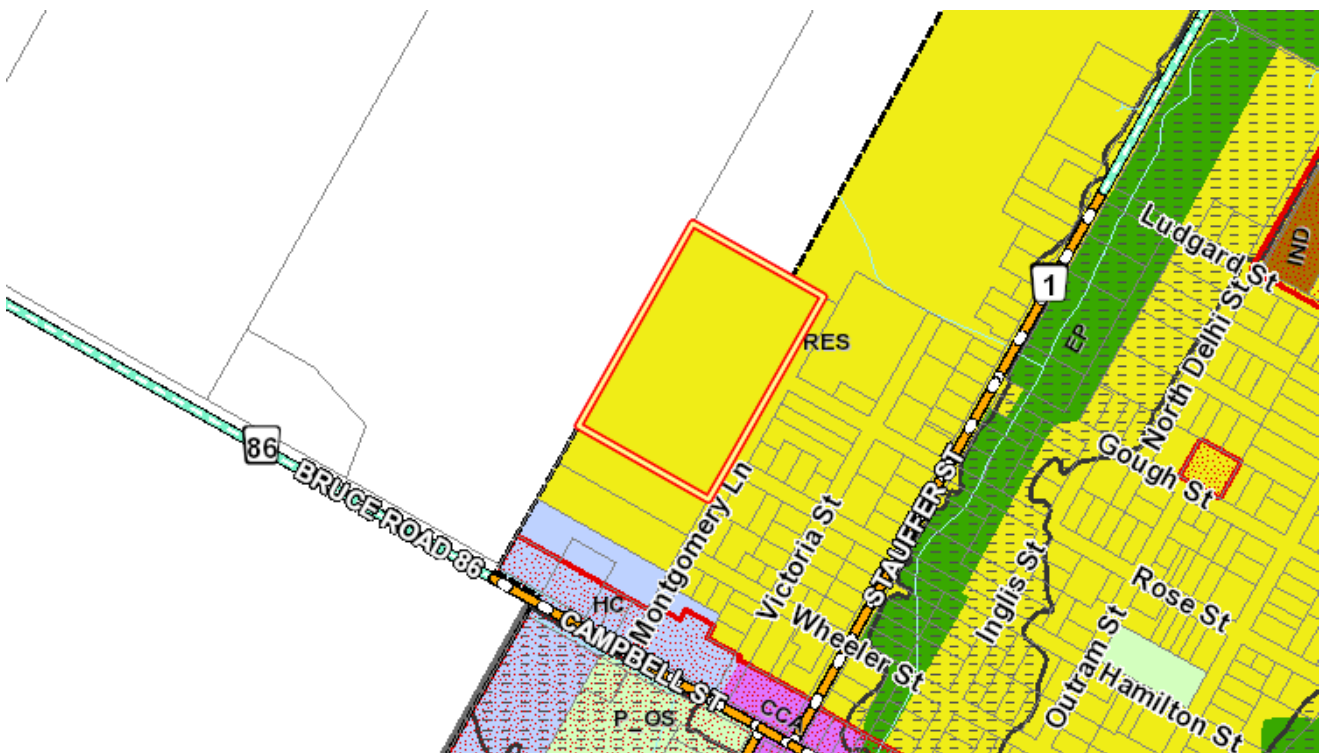 Ludgard St
IND
1
North Delhi St
EP
RES
86
BRUCE ROAD 86
Gough St
STAUFFER ST
Montgomery Ln
Victoria St
Inglis St
Rose St
HC
CAMPBELL ST
Wheeler St
Outram St
Hamilton St
P_OS
CCA